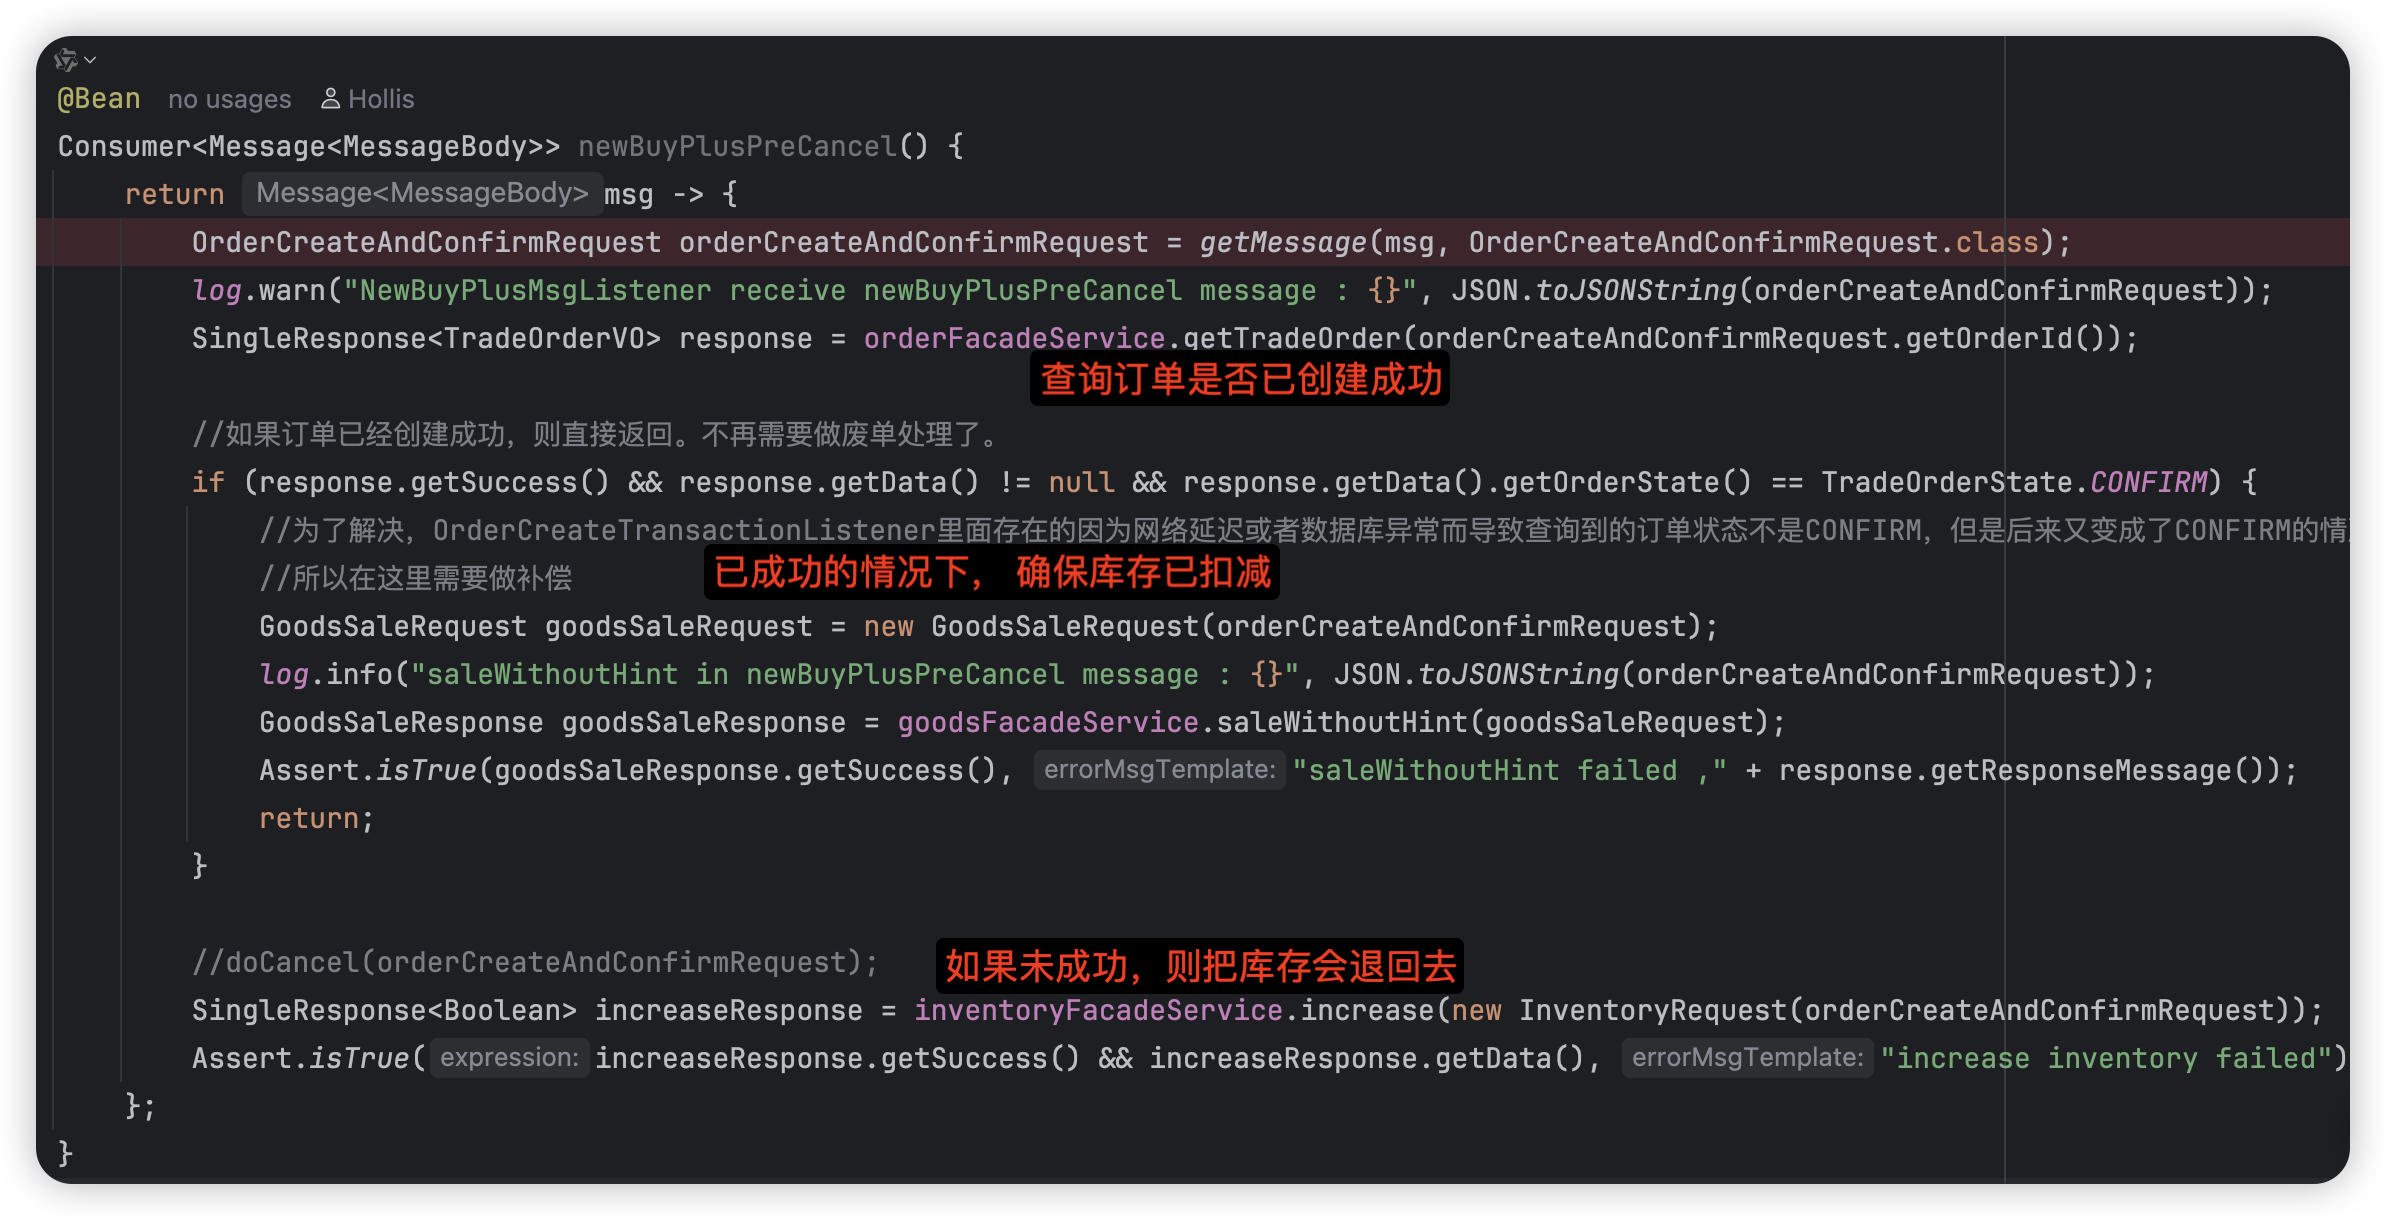 @Bean no usages Hollis
Consumer<Message<MessageBody>> newBuyPlusPreCancel() {
return Message<MessageBody> msg -> {
OrderCreateAndConfirmRequest orderCreateAndConfirmRequest = getMessage(msg, OrderCreateAndConfirmRequest.class);
log.warn("NewBuyPlusMsgListener receive newBuyPlusPreCancel message : {}", JSON.toJSONString(orderCreateAndConfirmRequest));
SingleResponse<TradeOrderVO> response = orderFacadeService.getTradeOrder(orderCreateAndConfirmRequest.getOrderId());
查询订单是否已创建成功
//如果订单已经创建成功，则直接返回。不再需要做废单处理了。
if (response.getSuccess() && response.getData() != null && response.getData().getOrderState() == TradeOrderState.CONFIRM) {
//为了解决，OrderCreateTransactionListener里面存在的因为网络延迟或者数据库异常而导致查询到的订单状态不是CONFIRM，但是后来又变成了CONFIRM的情
已成功的情况下， 确保库存已扣减
//所以在这里需要做补偿
GoodsSaleRequest goodsSaleRequest = new GoodsSaleRequest(orderCreateAndConfirmRequest);
log.info("saleWithoutHint in newBuyPlusPreCancel message : {}", JSON.toJSONString(orderCreateAndConfirmRequest));
GoodsSaleResponse goodsSaleResponse = goodsFacadeService.saleWithoutHint(goodsSaleRequest);
Assert.isTrue(goodsSaleResponse.getSuccess(), errorMsgTemplate: "saleWithoutHint failed ," + response.getResponseMessage());
return;
}
//doCancel(orderCreateAndConfirmRequest);
如果未成功，则把库存会退回去
SingleResponse<Boolean> increaseResponse = inventoryFacadeService.increase(new InventoryRequest(orderCreateAndConfirmRequest));
Assert.isTrue( expression: increaseResponse.getSuccess() && increaseResponse.getData(), errorMsgTemplate: "increase inventory failed")
};
}